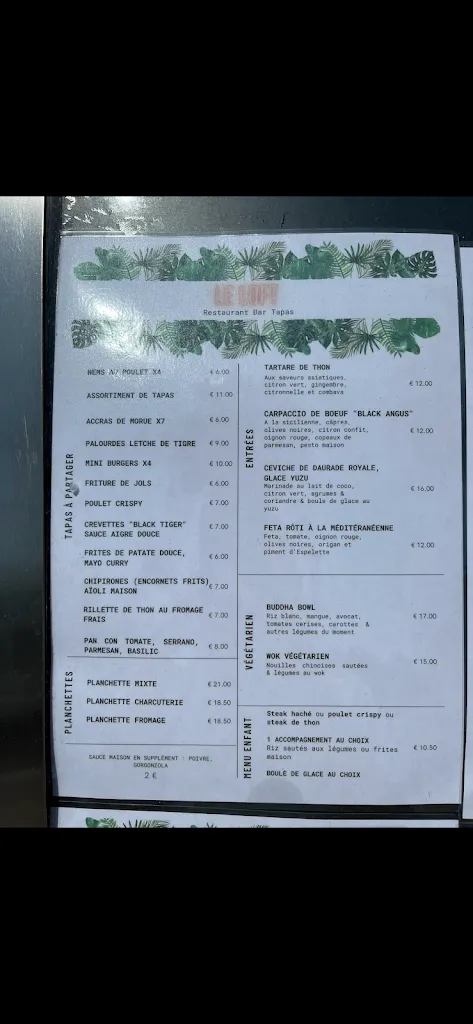 LE LOFT
Restaurant Bar Tapas
TAPAS À PARTAGER
NEMS AU POULET X4 € 6.00
ASSORTIMENT DE TAPAS € 11.00
ACCRAS DE MORUE X7 € 6.00
PALOURDES LETCHE DE TIGRE € 9.00
MINI BURGERS X4 € 10.00
FRITURE DE JOLS € 6.00
POULET CRISPY € 7.00
CREVETTES "BLACK TIGER" € 7.00
SAUCE AIGRE DOUCE
FRITES DE PATATE DOUCE, € 6.00
MAYO CURRY
CHIPIRONES (ENCORNETS FRITS) € 7.00
AÏOLI MAISON
RILLETTE DE THON AU FROMAGE € 7.00
FRAIS
PAN CON TOMATE, SERRANO, € 8.00
PARMESAN, BASILIC
PLANCHETTES
PLANCHETTE MIXTE € 21.00
PLANCHETTE CHARCUTERIE € 18.50
PLANCHETTE FROMAGE € 18.50
SAUCE MAISON EN SUPPLÉMENT : POIVRE,
GORGONZOLA
2 €
ENTRÉES
TARTARE DE THON
Aux saveurs asiatiques,
citron vert, gingembre, € 12.00
citronnelle et combava
CARPACCIO DE BOEUF "BLACK ANGUS"
A la sicilienne, câpres,
olives noires, citron confit, € 12.00
oignon rouge, copeaux de
parmesan, pesto maison
CEVICHE DE DAURADE ROYALE,
GLACE YUZU
Marinade au lait de coco, € 16.00
citron vert, agrumes &
coriandre & boule de glace au
yuzu
FETA RÔTI À LA MÉDITÉRANÉENNE
Feta, tomate, oignon rouge,
olives noires, origan et € 12.00
piment d'Espelette
VÉGÉTARIEN
BUDDHA BOWL
Riz blanc, mangue, avocat, € 17.00
tomates cerises, carottes &
autres légumes du moment
WOK VÉGÉTARIEN
Nouilles chinoises sautées € 15.00
& légumes au wok
MENU ENFANT
Steak haché ou poulet crispy ou
steak de thon
1 ACCOMPAGNEMENT AU CHOIX
Riz sautés aux légumes ou frites € 10.50
maison
BOULE DE GLACE AU CHOIX